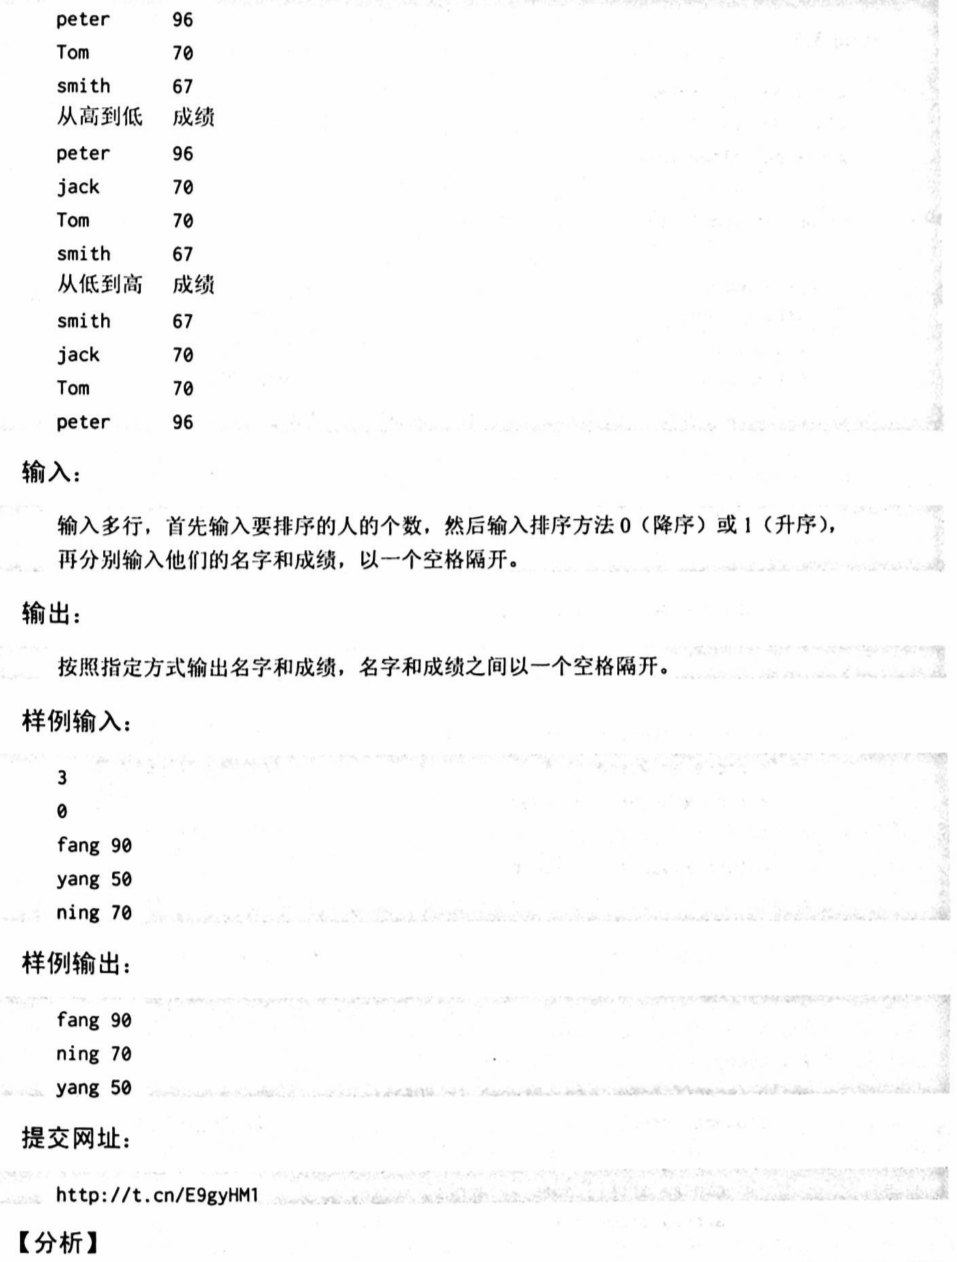 peter 96
Tom 70
smith 67
从高到低 成绩
peter 96
jack 70
Tom 70
smith 67
从低到高 成绩
smith 67
jack 70
Tom 70
peter 96
输入：
输入多行，首先输入要排序的人的个数，然后输入排序方法 0（降序）或 1（升序），
再分别输入他们的名字和成绩，以一个空格隔开。
输出：
按照指定方式输出名字和成绩，名字和成绩之间以一个空格隔开。
样例输入：
3
0
fang 90
yang 50
ning 70
样例输出：
fang 90
ning 70
yang 50
提交网址：
http://t.cn/E9gyHM1
【分析】